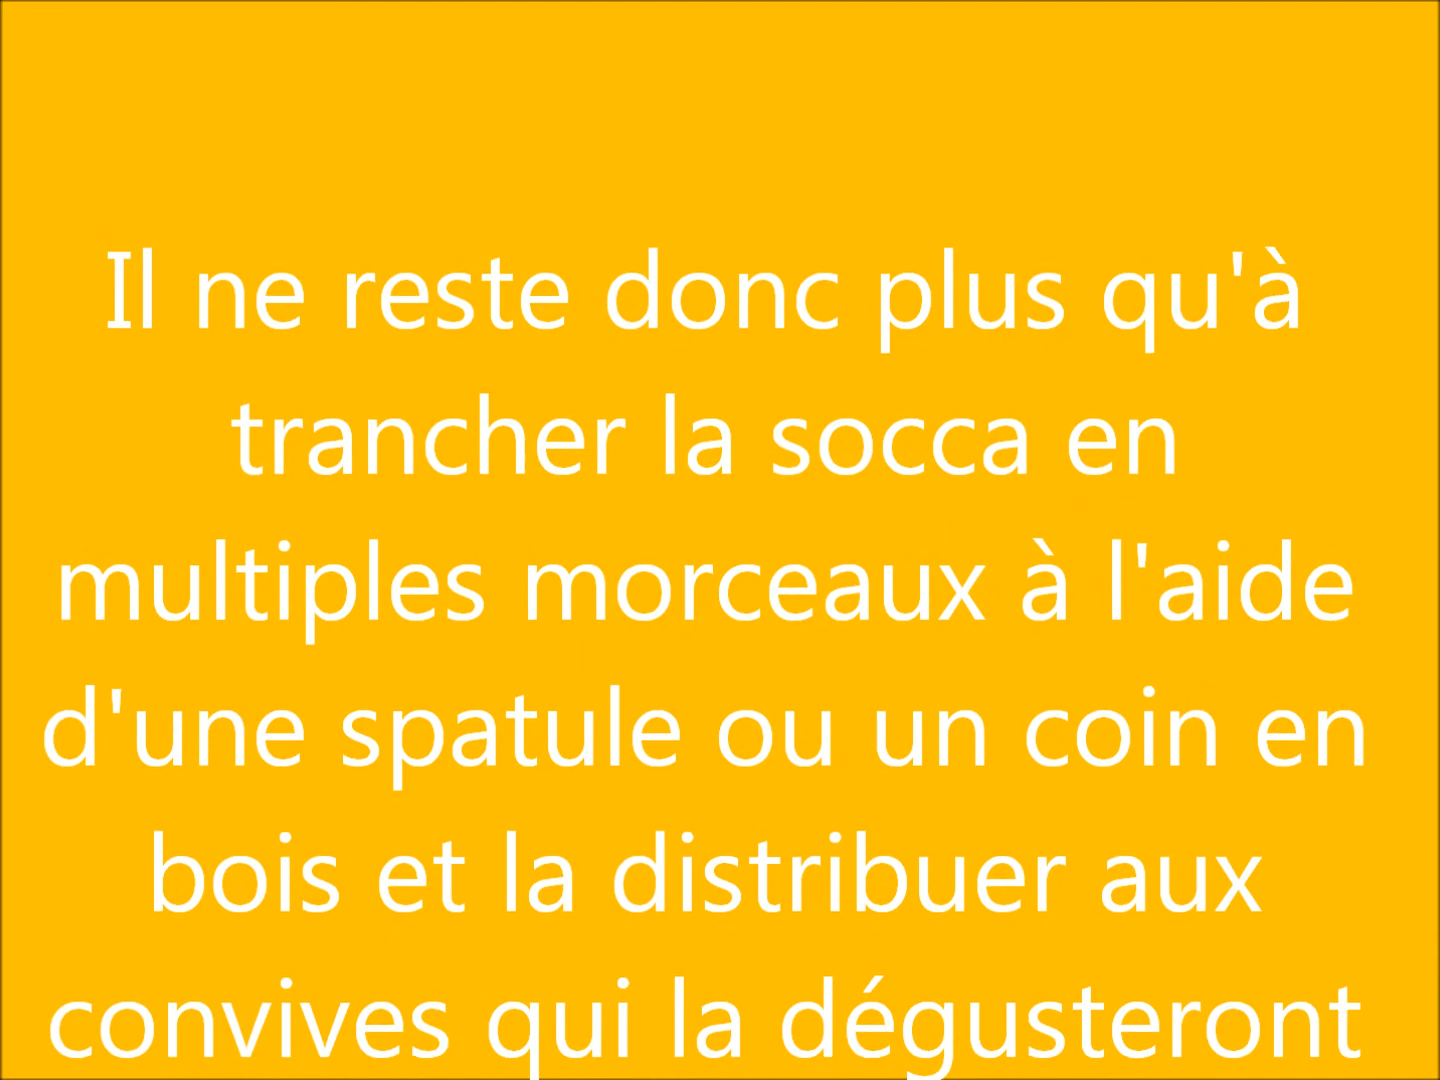 Il ne reste donc plus qu'à
trancher la socca en
multiples morceaux à l'aide
d'une spatule ou un coin en
bois et la distribuer aux
convives qui la dégusteront